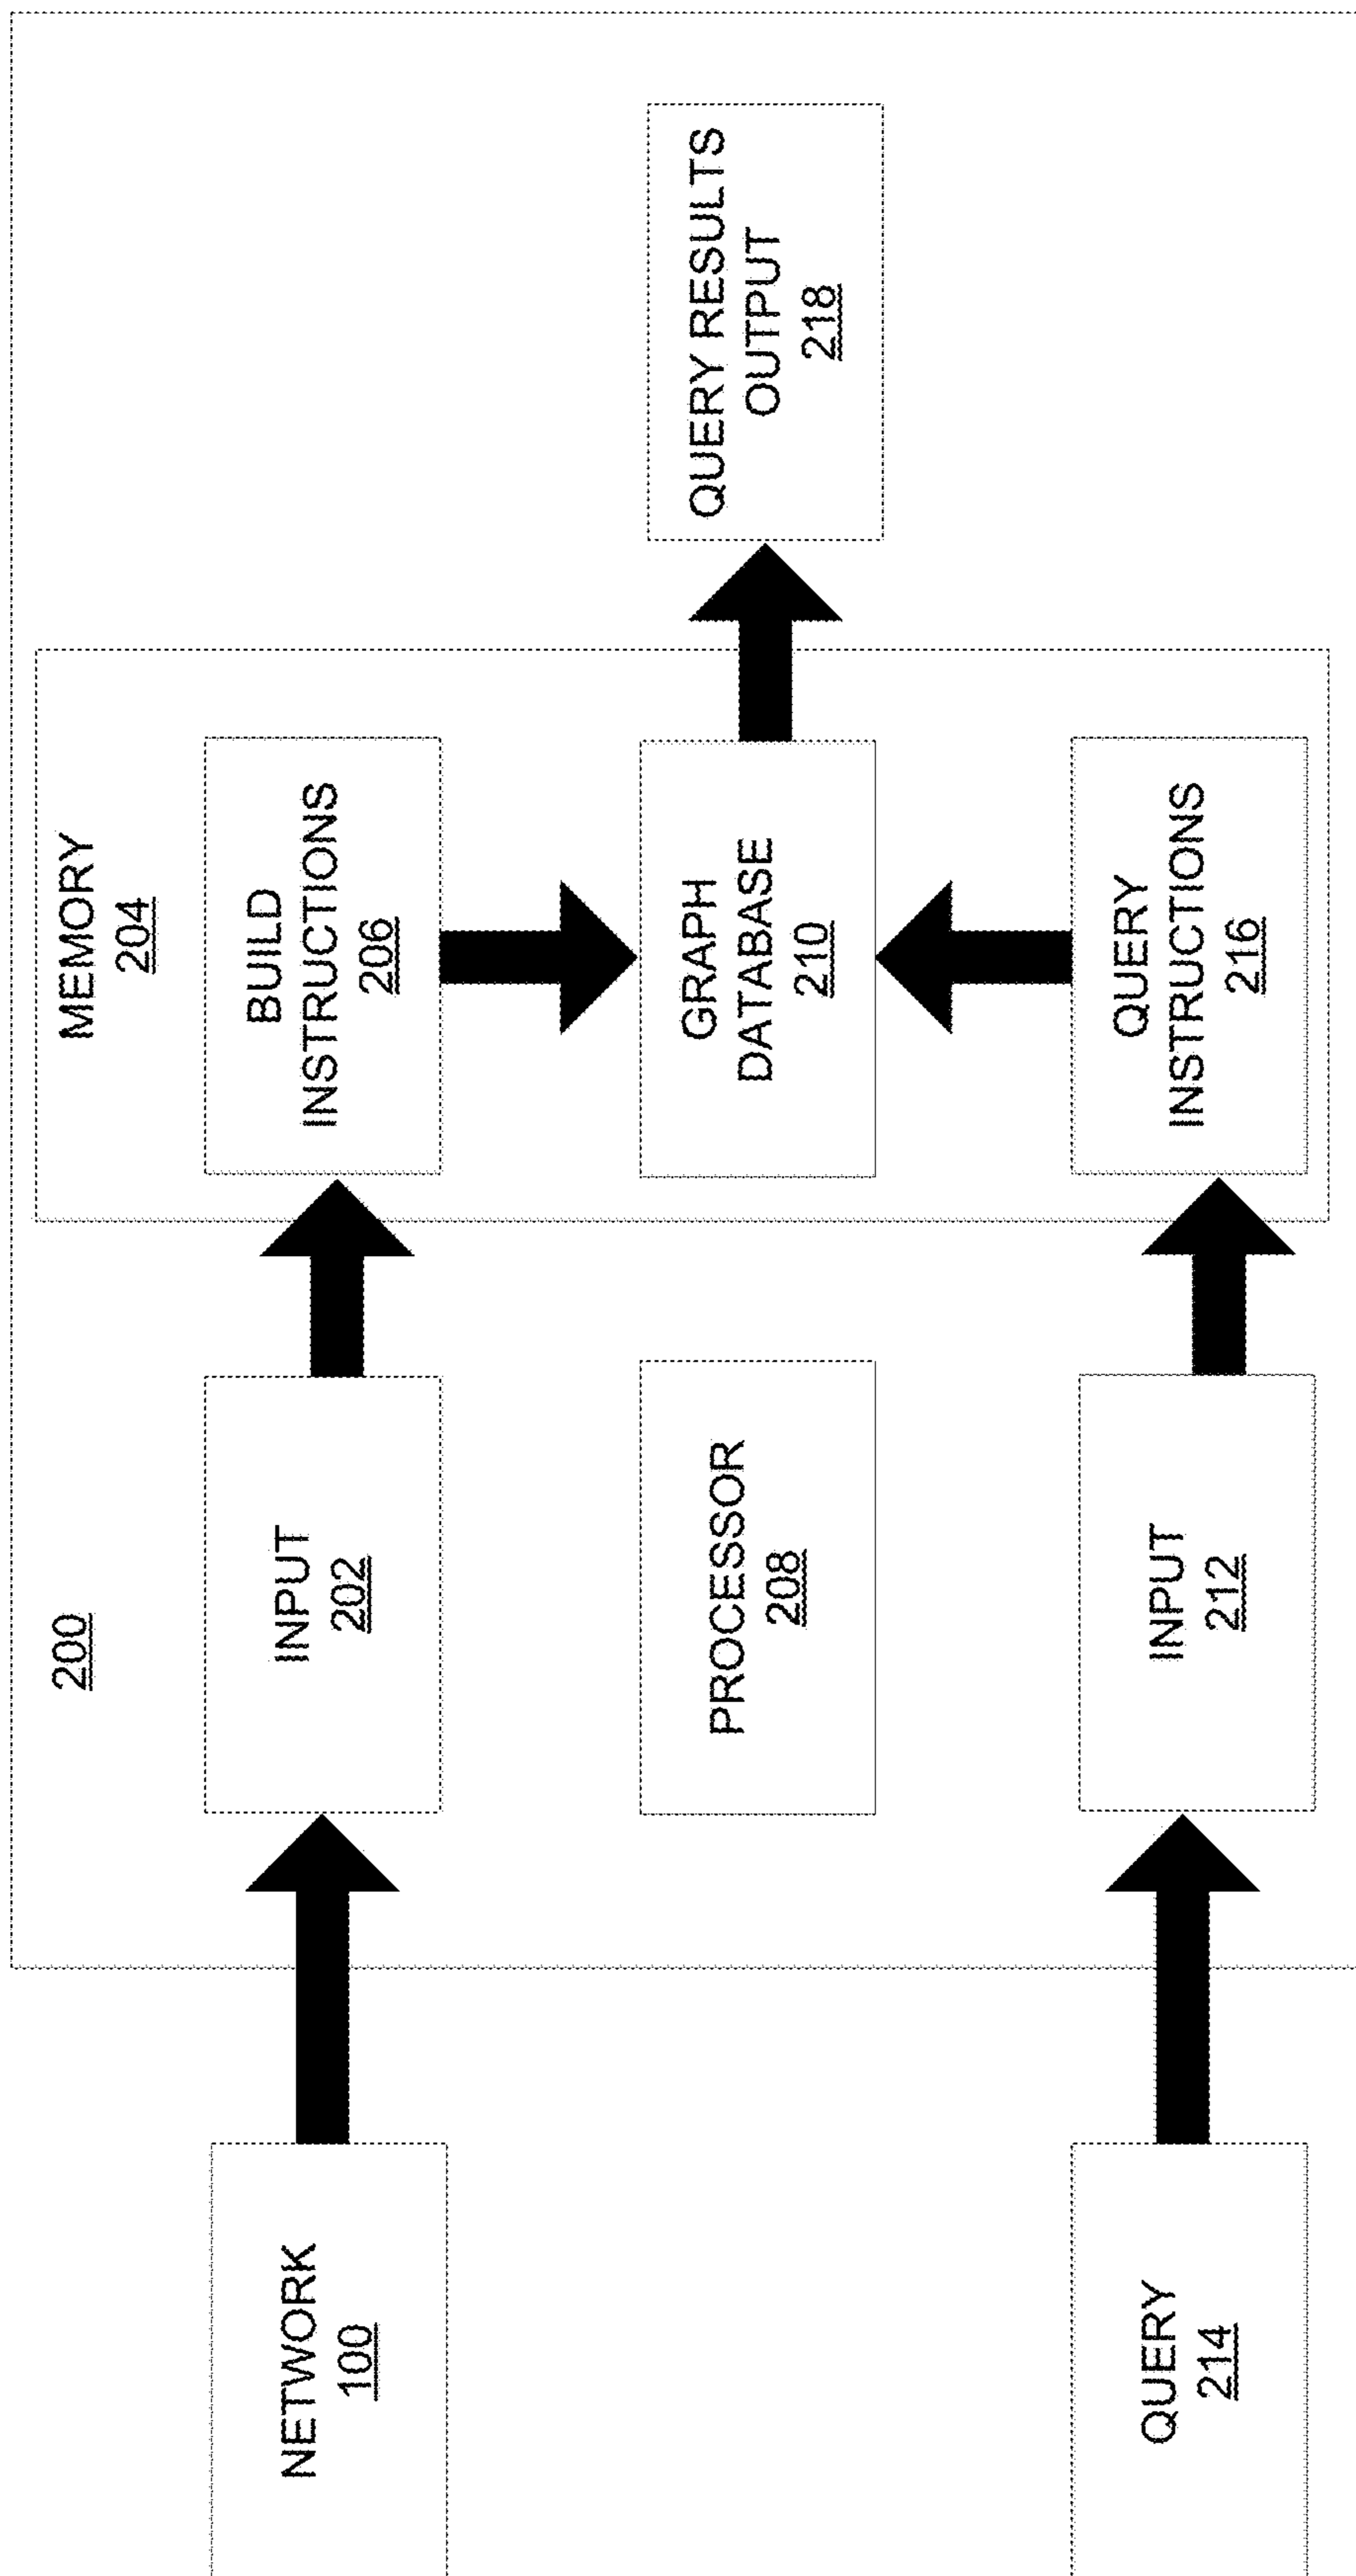 200
MEMORY
204
NETWORK
100
INPUT
202
BUILD
INSTRUCTIONS
206
PROCESSOR
208
GRAPH
DATABASE
210
QUERY RESULTS
OUTPUT
218
QUERY
214
INPUT
212
QUERY
INSTRUCTIONS
216